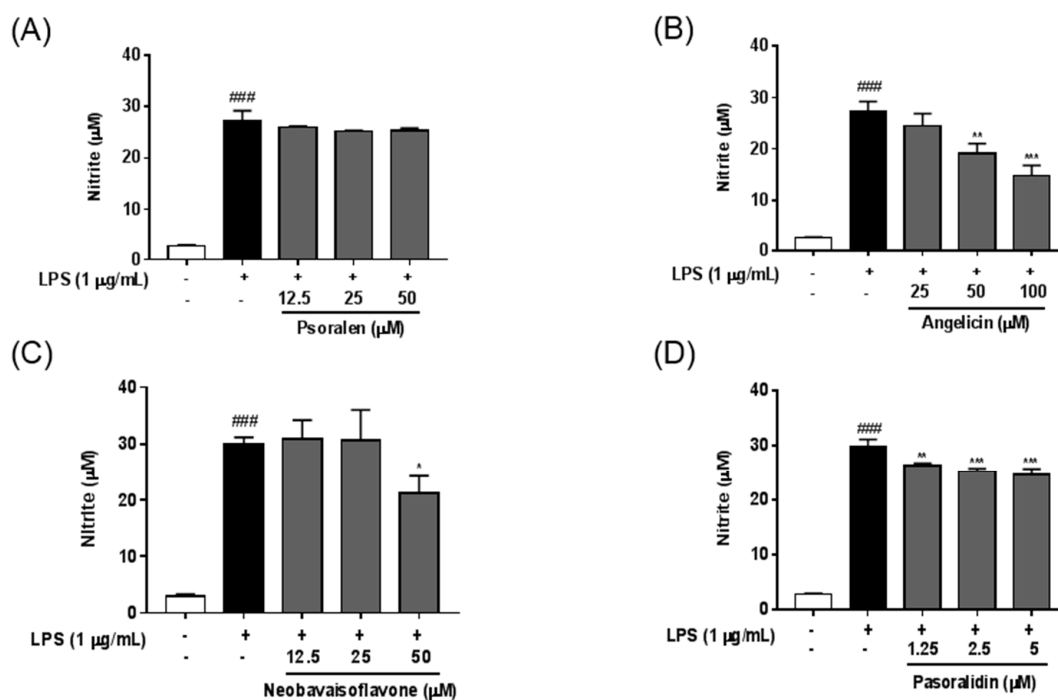 (A)
40
30
20
10
0
Nitrite (μM)
###
LPS (1 μg/mL) - + + + +
- - 12.5 25 50
Psoralen (μM)
(B)
40
30
20
10
0
Nitrite (μM)
###
**
***
LPS (1 μg/mL) - + + + +
- - 25 50 100
Angelicin (μM)
(C)
40
30
20
10
0
Nitrite (μM)
###
*
LPS (1 μg/mL) - + + + +
- - 12.5 25 50
Neobavaisoflavone (μM)
(D)
40
30
20
10
0
Nitrite (μM)
###
**
***
***
LPS (1 μg/mL) - + + + +
- - 1.25 2.5 5
Pasoralidin (μM)